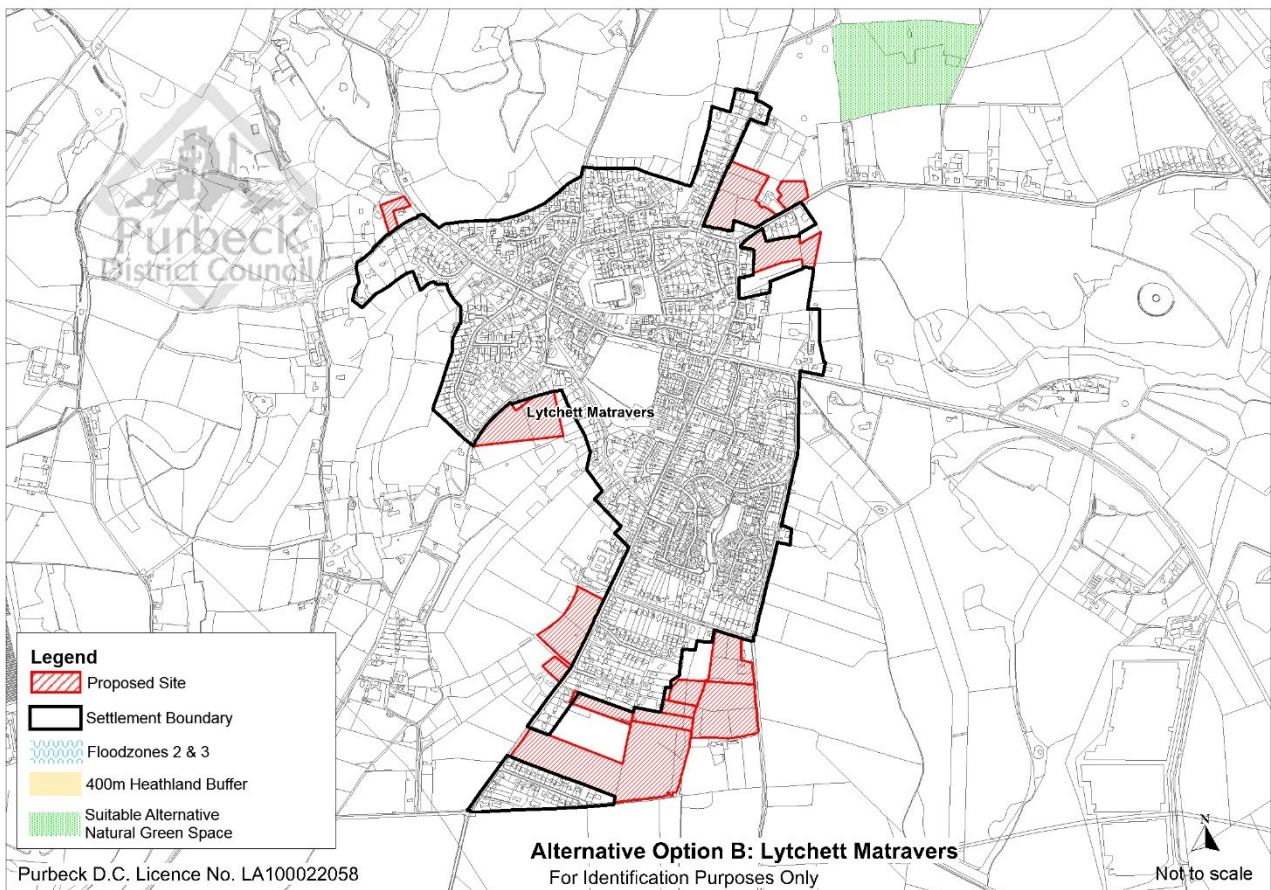 Purbeck
District Council
Lytchett Matravers
Legend
Proposed Site
Settlement Boundary
Floodzones 2 & 3
400m Heathland Buffer
Suitable Alternative
Natural Green Space
Purbeck D.C. Licence No. LA100022058
Alternative Option B: Lytchett Matravers
For Identification Purposes Only
N
Not to scale